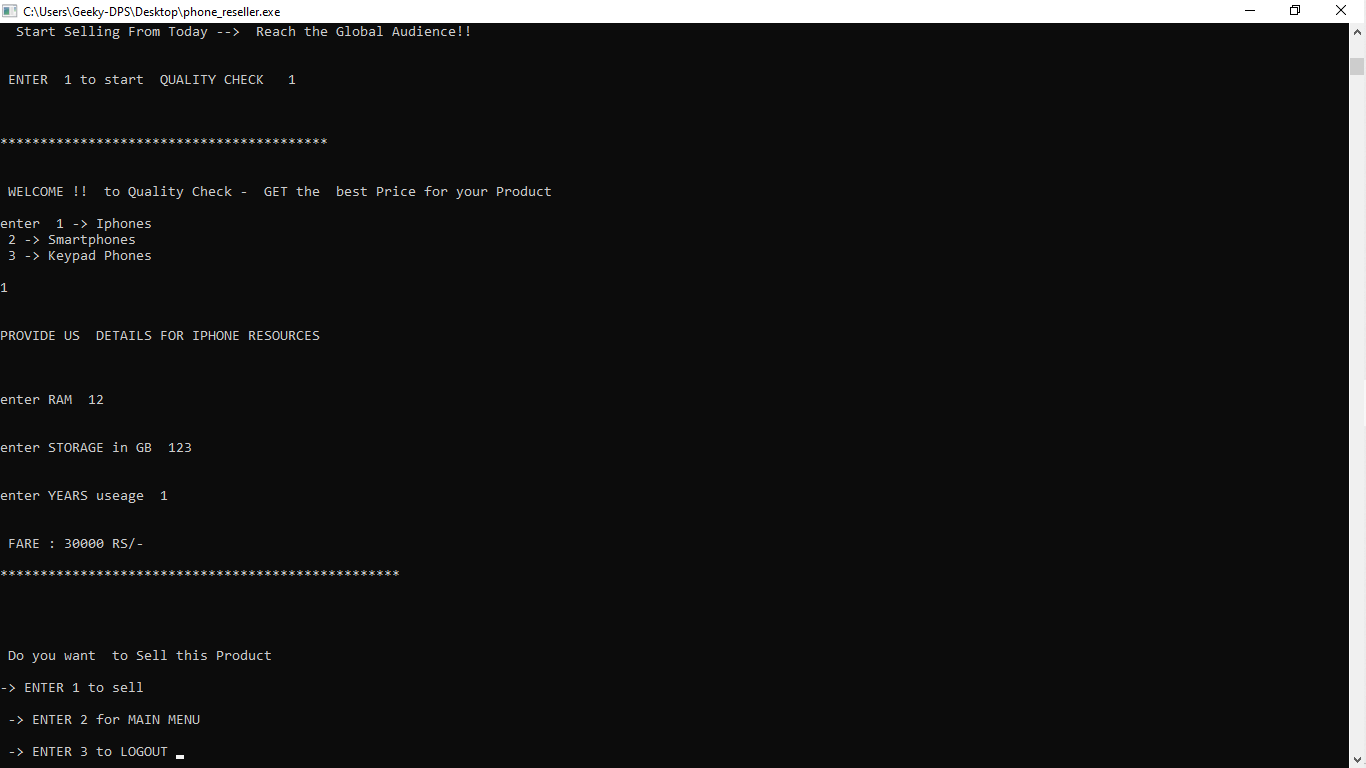 C:\Users\Geeky-DPS\Desktop\phone_reseller.exe
Start Selling From Today -->  Reach the Global Audience!!
ENTER  1 to start  QUALITY CHECK   1
*****************************************
WELCOME !!  to Quality Check -  GET the  best Price for your Product
enter  1 -> Iphones
2 -> Smartphones
3 -> Keypad Phones
1
PROVIDE US  DETAILS FOR IPHONE RESOURCES
enter RAM  12
enter STORAGE in GB  123
enter YEARS useage  1
FARE : 30000 RS/-
**************************************************
Do you want  to Sell this Product
-> ENTER 1 to sell
-> ENTER 2 for MAIN MENU
-> ENTER 3 to LOGOUT